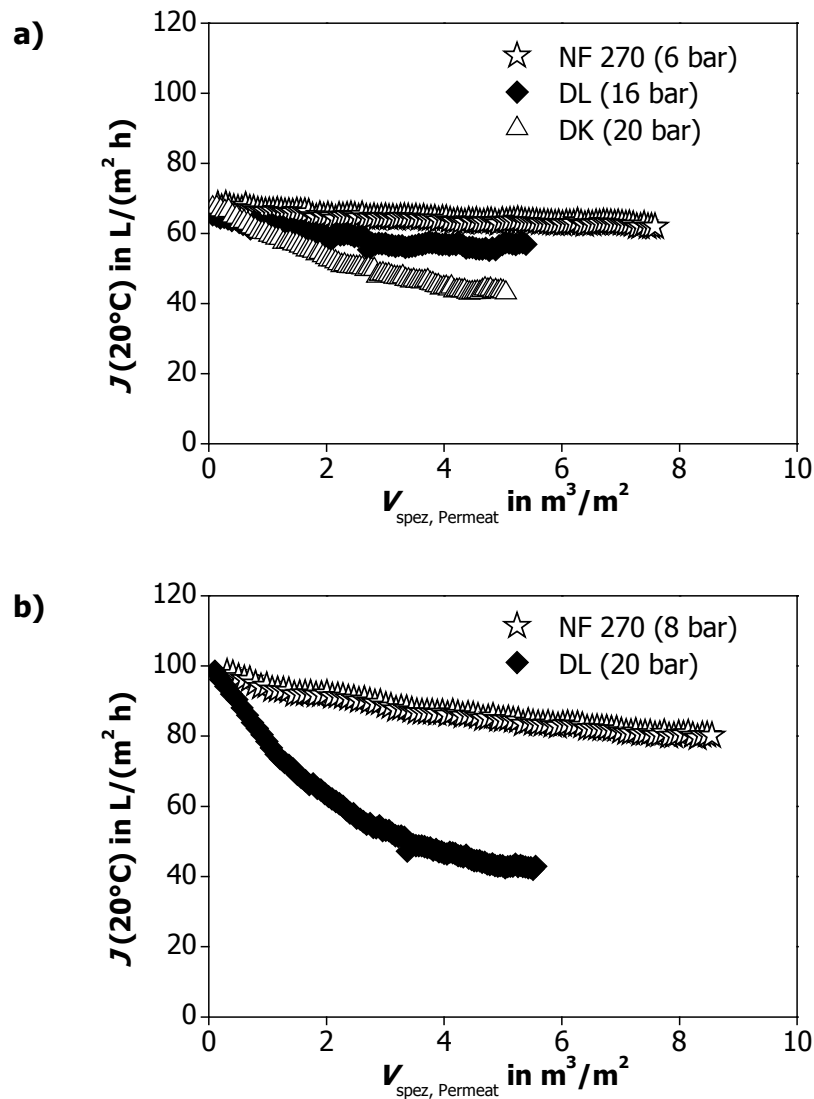 a)
120
100
80
60
40
20
0
NF 270 (6 bar)
DL (16 bar)
DK (20 bar)
J(20°C) in L/(m² h)
0 2 4 6 8 10
V spez, Permeat in m³/m²
b)
120
100
80
60
40
20
0
NF 270 (8 bar)
DL (20 bar)
J(20°C) in L/(m² h)
0 2 4 6 8 10
V spez, Permeat in m³/m²